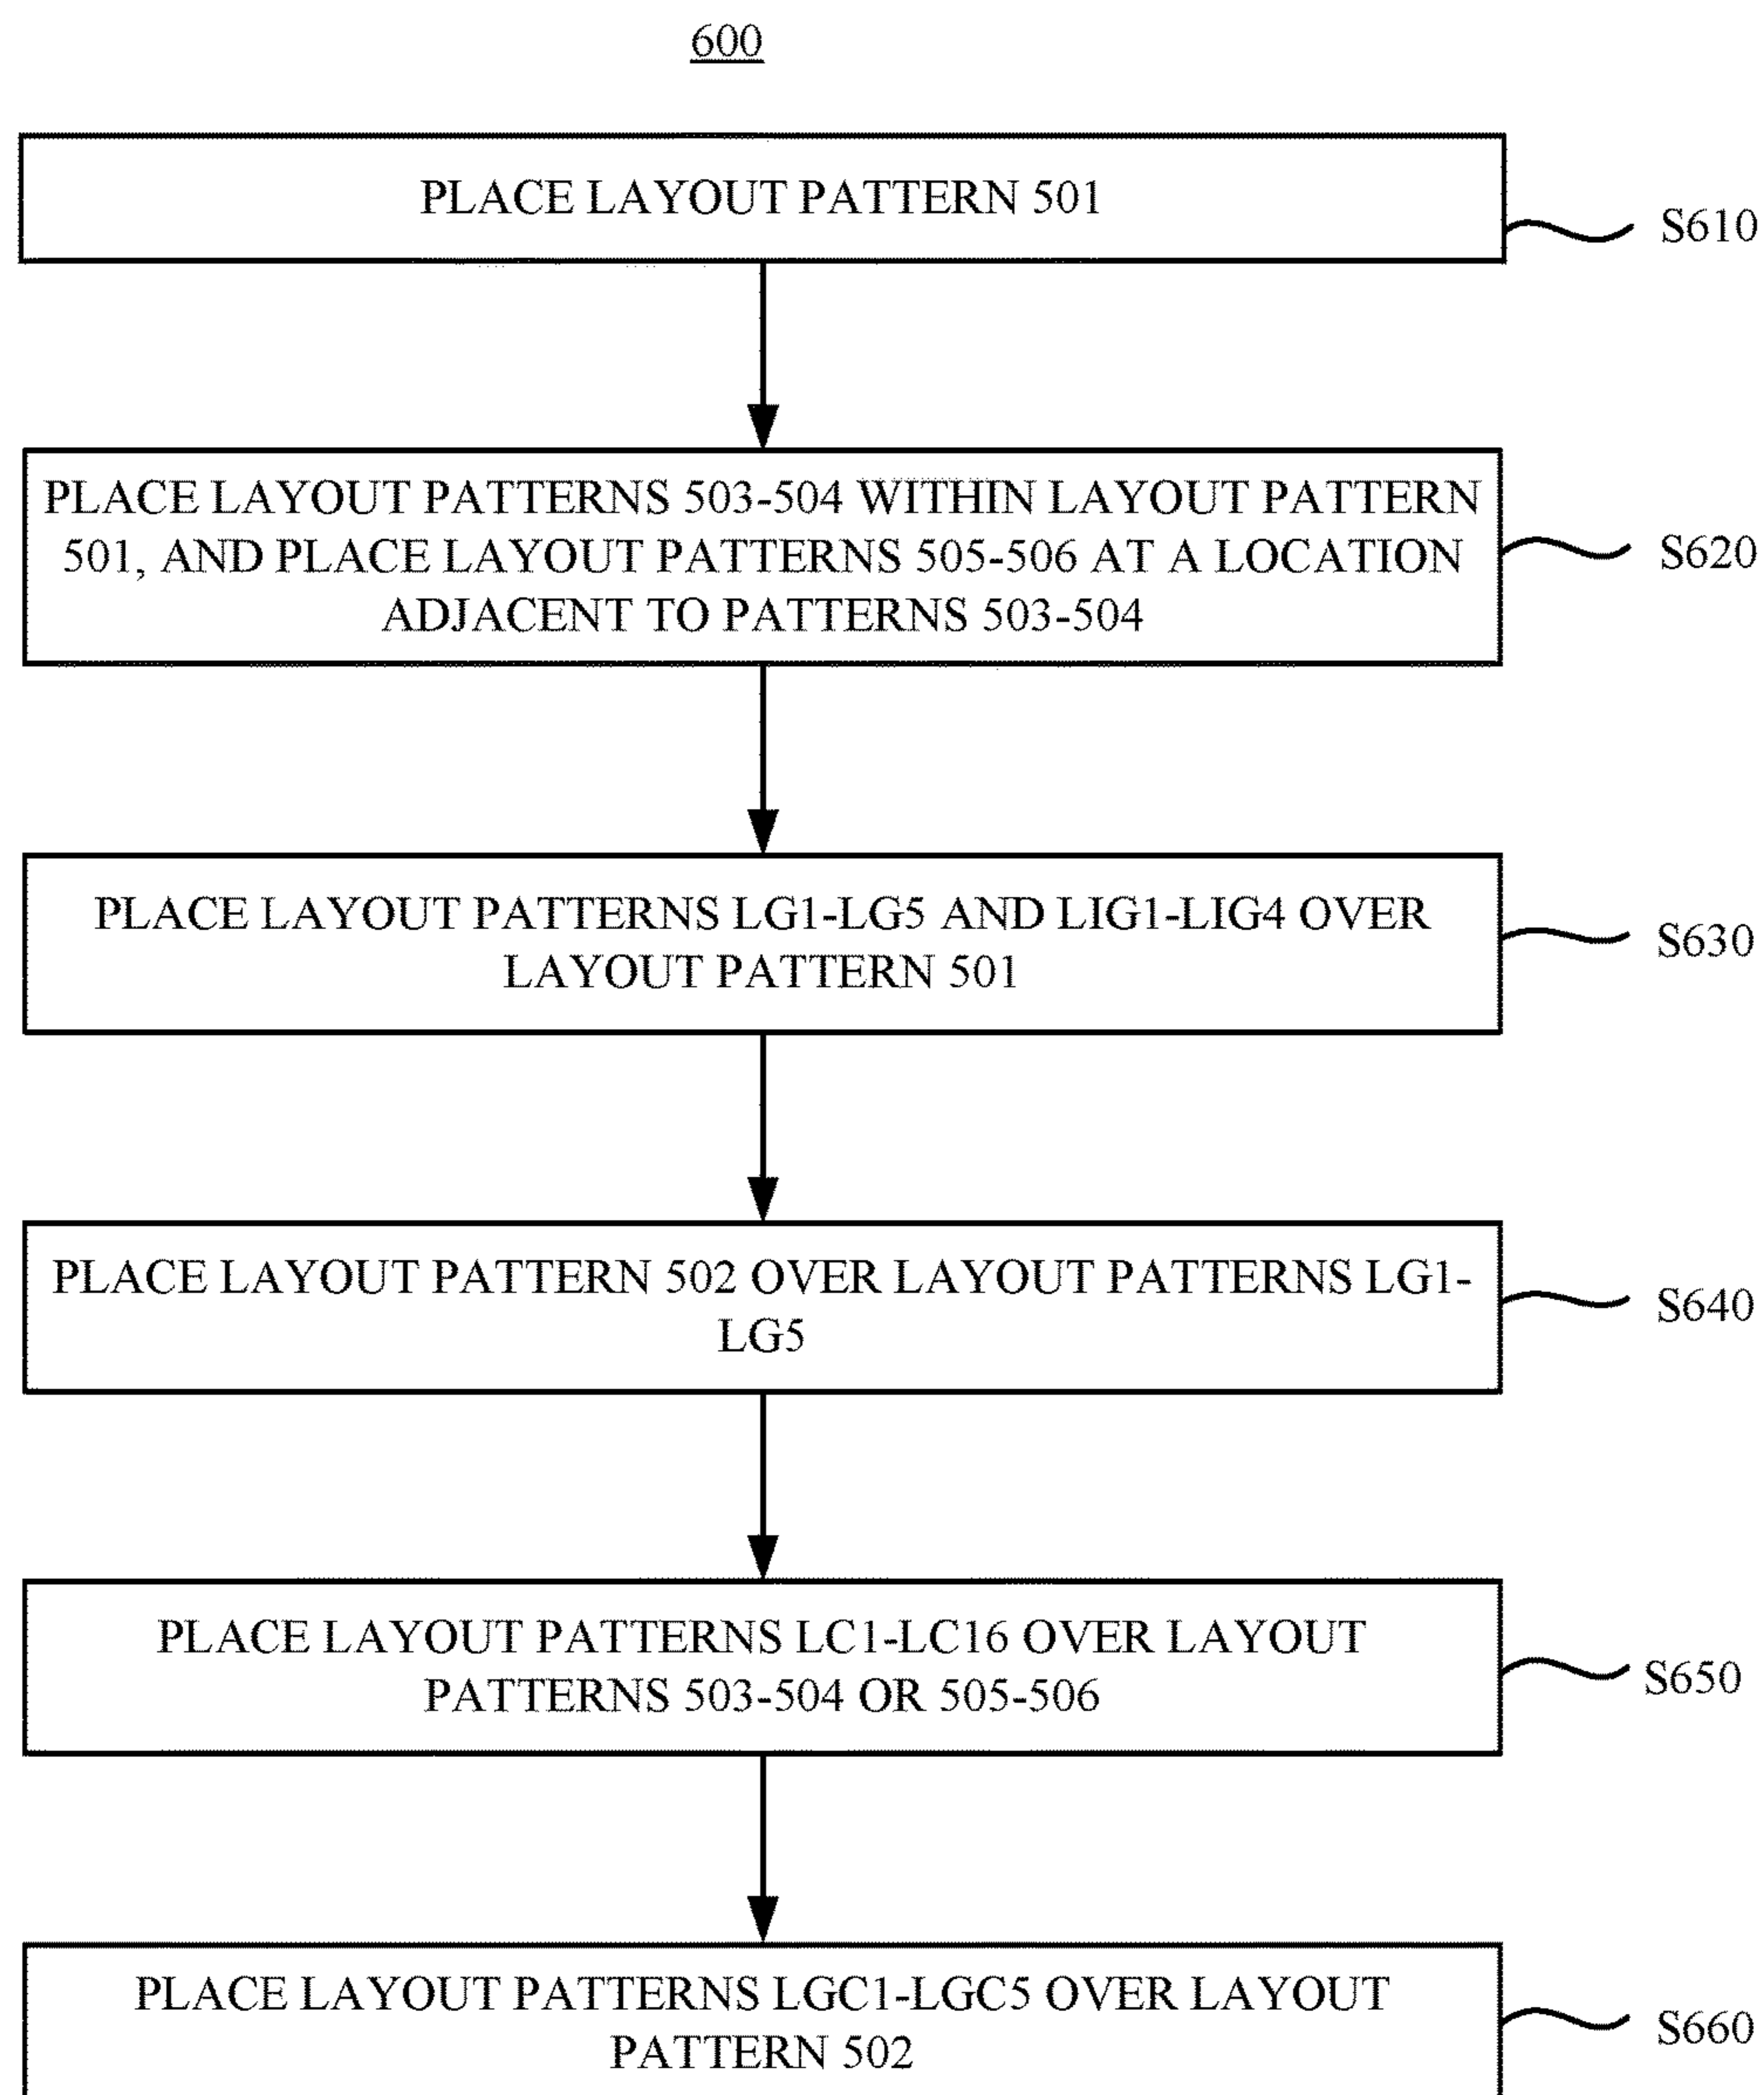 600
PLACE LAYOUT PATTERN 501
S610
PLACE LAYOUT PATTERNS 503-504 WITHIN LAYOUT PATTERN
501, AND PLACE LAYOUT PATTERNS 505-506 AT A LOCATION
ADJACENT TO PATTERNS 503-504
S620
PLACE LAYOUT PATTERNS LG1-LG5 AND LIG1-LIG4 OVER
LAYOUT PATTERN 501
S630
PLACE LAYOUT PATTERN 502 OVER LAYOUT PATTERNS LG1-
LG5
S640
PLACE LAYOUT PATTERNS LC1-LC16 OVER LAYOUT
PATTERNS 503-504 OR 505-506
S650
PLACE LAYOUT PATTERNS LGC1-LGC5 OVER LAYOUT
PATTERN 502
S660